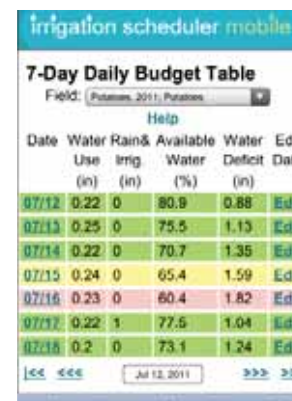 irrigation scheduler mobile
7-Day Daily Budget Table
Field: Potatoes, 2011; Potatoes
Help
Date Water Use (in) Rain& Irrig. (in) Available Water (%) Water Deficit (in) Ed Dat
07/12 0.22 0 80.9 0.88 Ed
07/13 0.25 0 75.5 1.13 Ed
07/14 0.22 0 70.7 1.35 Ed
07/15 0.24 0 65.4 1.59 Ed
07/16 0.23 0 60.4 1.82 Ed
07/17 0.22 1 77.5 1.04 Ed
07/18 0.2 0 73.1 1.24 Ed
|<< <<< Jul 12, 2011 >>> >>